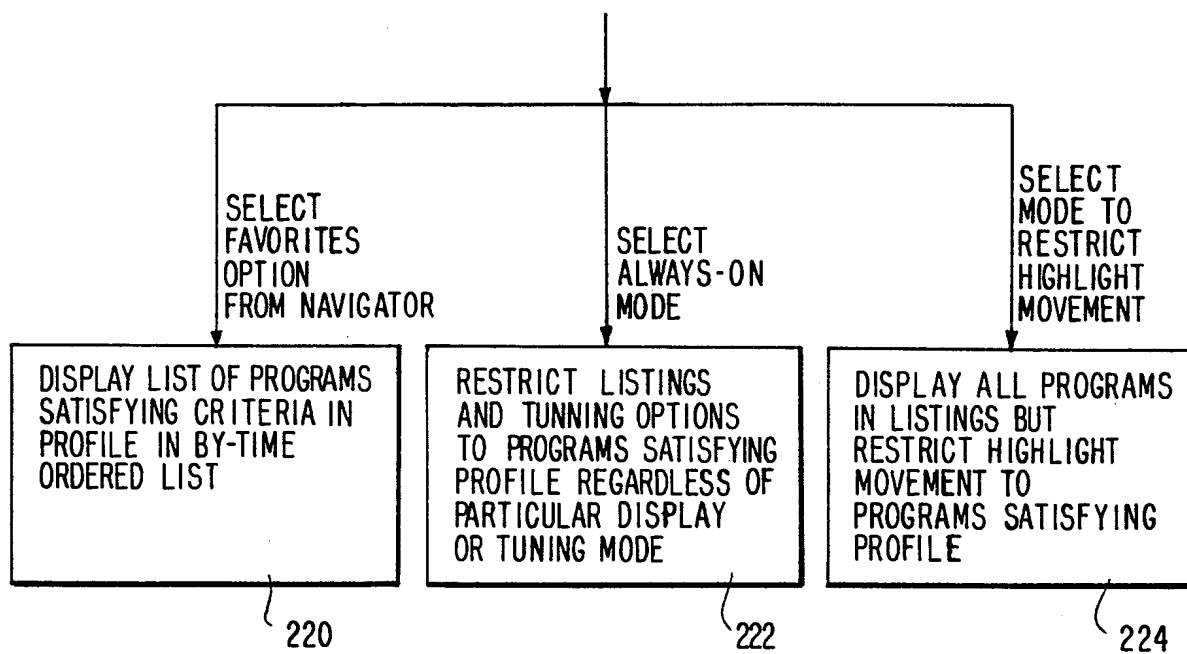 SELECT
FAVORITES
OPTION
FROM NAVIGATOR
SELECT
ALWAYS-ON
MODE
SELECT
MODE TO
RESTRICT
HIGHLIGHT
MOVEMENT
DISPLAY LIST OF PROGRAMS
SATISFYING CRITERIA IN
PROFILE IN BY-TIME
ORDERED LIST
220
RESTRICT LISTINGS
AND TUNNING OPTIONS
TO PROGRAMS SATISFYING
PROFILE REGARDLESS OF
PARTICULAR DISPLAY
OR TUNING MODE
222
DISPLAY ALL PROGRAMS
IN LISTINGS BUT
RESTRICT HIGHLIGHT
MOVEMENT TO
PROGRAMS SATISFYING
PROFILE
224